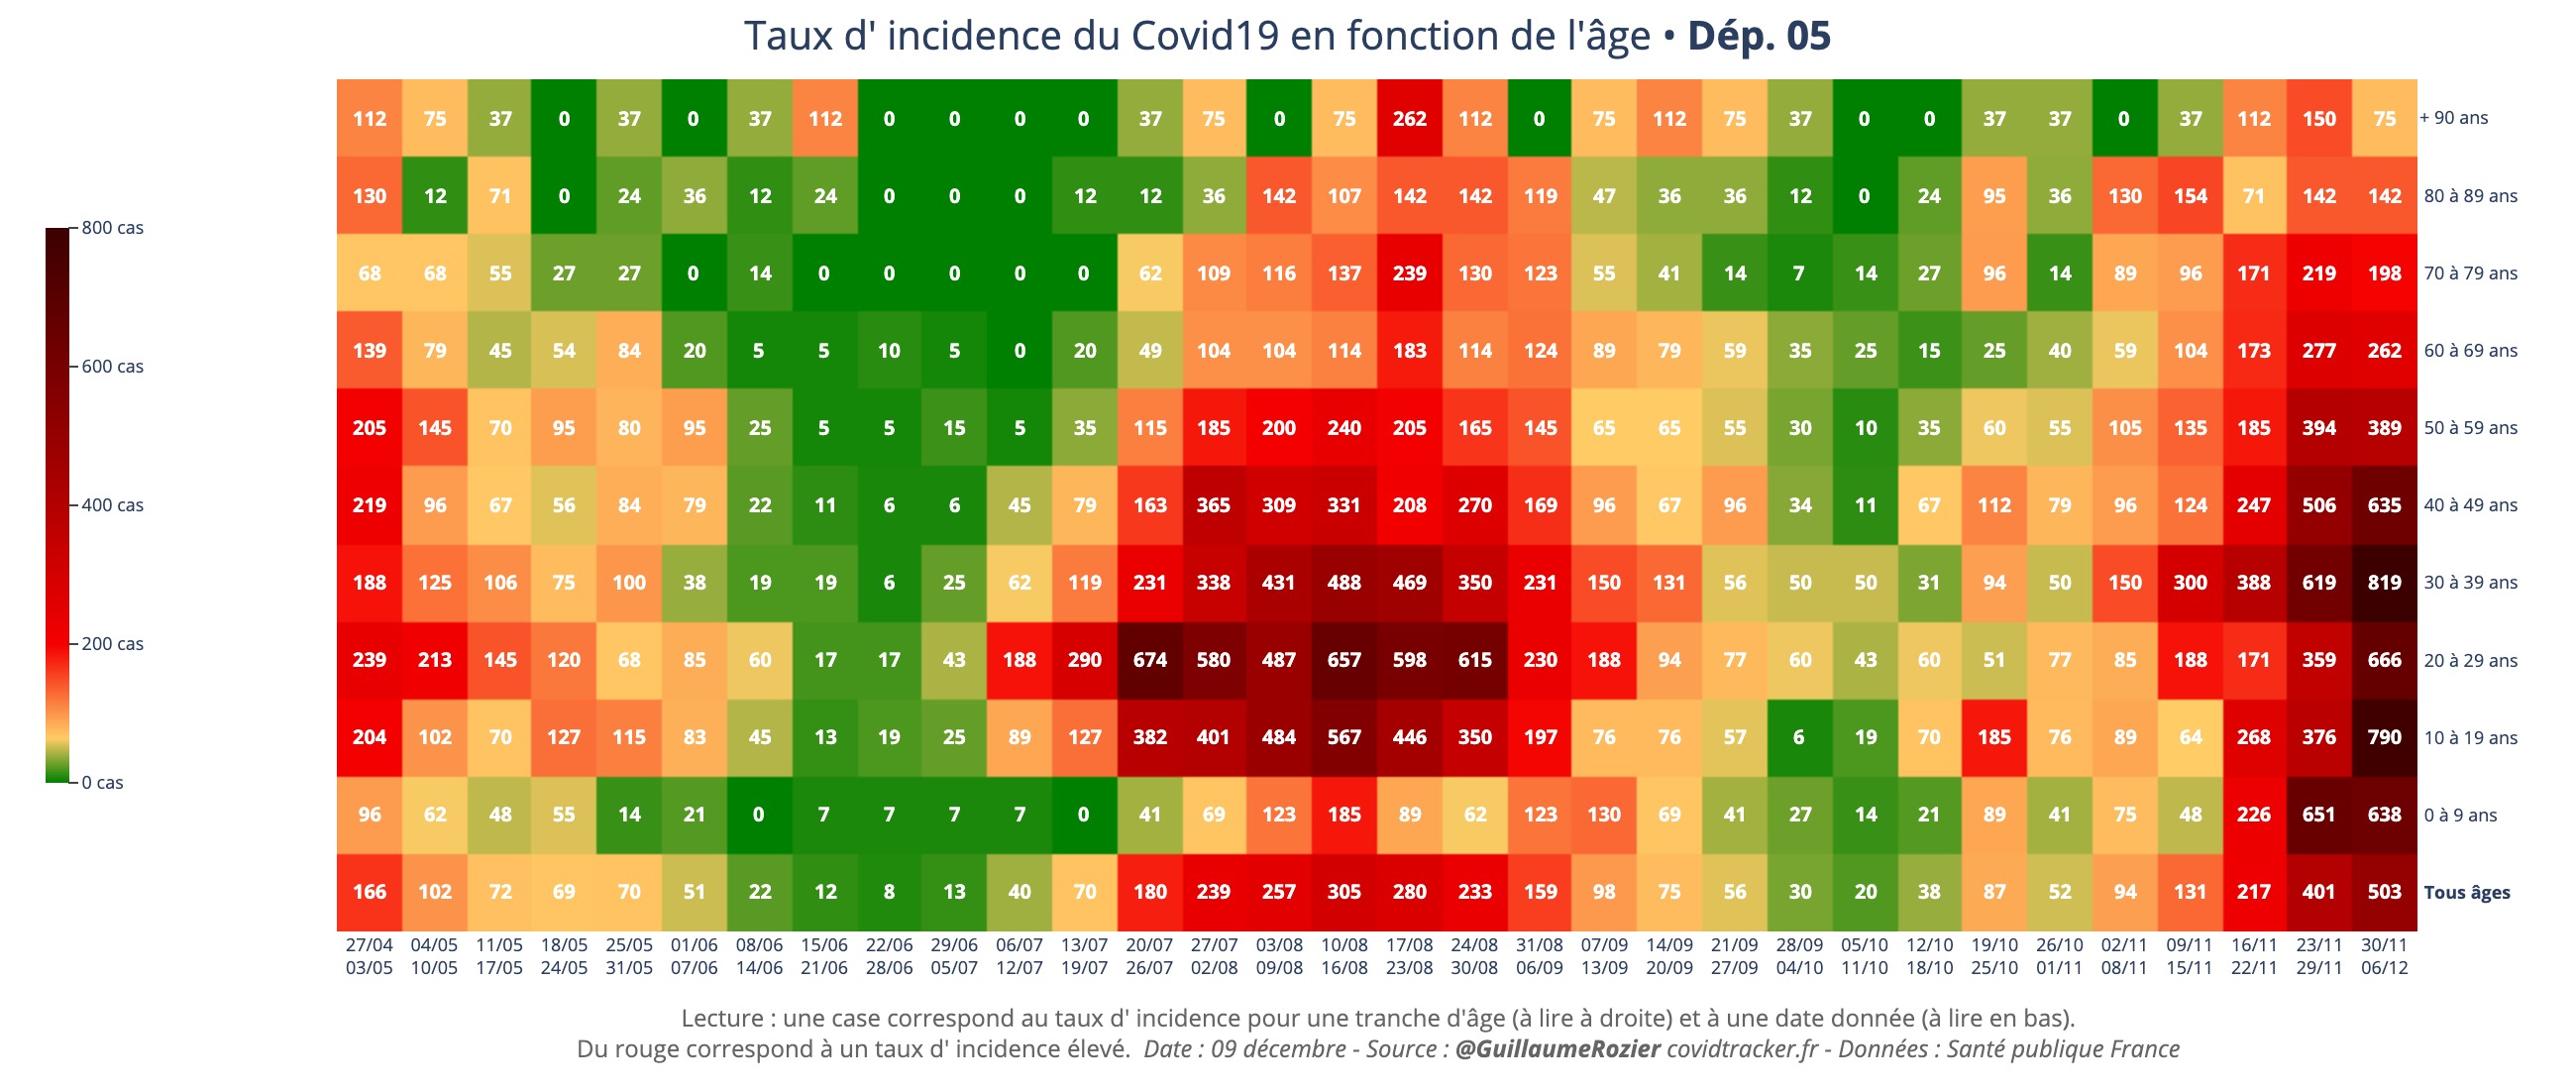 Taux d' incidence du Covid19 en fonction de l'âge • Dép. 05
112 75 37 0 37 0 37 112 0 0 0 0 37 75 0 75 262 112 0 75 112 75 37 0 0 37 37 0 37 112 150 75 + 90 ans
130 12 71 0 24 36 12 24 0 0 0 12 12 36 142 107 142 142 119 47 36 36 12 0 24 95 36 130 154 71 142 142 80 à 89 ans
68 68 55 27 27 0 14 0 0 0 0 0 62 109 116 137 239 130 123 55 41 14 7 14 27 96 14 89 96 171 219 198 70 à 79 ans
139 79 45 54 84 20 5 5 10 5 0 20 49 104 104 114 183 114 124 89 79 59 35 25 15 25 40 59 104 173 277 262 60 à 69 ans
205 145 70 95 80 95 25 5 5 15 5 35 115 185 200 240 205 165 145 65 65 55 30 10 35 60 55 105 135 185 394 389 50 à 59 ans
219 96 67 56 84 79 22 11 6 6 45 79 163 365 309 331 208 270 169 96 67 96 34 11 67 112 79 96 124 247 506 635 40 à 49 ans
188 125 106 75 100 38 19 19 6 25 62 119 231 338 431 488 469 350 231 150 131 56 50 50 31 94 50 150 300 388 619 819 30 à 39 ans
239 213 145 120 68 85 60 17 17 43 188 290 674 580 487 657 598 615 230 188 94 77 60 43 60 51 77 85 188 171 359 666 20 à 29 ans
204 102 70 127 115 83 45 13 19 25 89 127 382 401 484 567 446 350 197 76 76 57 6 19 70 185 76 89 64 268 376 790 10 à 19 ans
96 62 48 55 14 21 0 7 7 7 7 0 41 69 123 185 89 62 123 130 69 41 27 14 21 89 41 75 48 226 651 638 0 à 9 ans
166 102 72 69 70 51 22 12 8 13 40 70 180 239 257 305 280 233 159 98 75 56 30 20 38 87 52 94 131 217 401 503 Tous âges
27/04 04/05 11/05 18/05 25/05 01/06 08/06 15/06 22/06 29/06 06/07 13/07 20/07 27/07 03/08 10/08 17/08 24/08 31/08 07/09 14/09 21/09 28/09 05/10 12/10 19/10 26/10 02/11 09/11 16/11 23/11 30/11
03/05 10/05 17/05 24/05 31/05 07/06 14/06 21/06 28/06 05/07 12/07 19/07 26/07 02/08 09/08 16/08 23/08 30/08 06/09 13/09 20/09 27/09 04/10 11/10 18/10 25/10 01/11 08/11 15/11 22/11 29/11 06/12
800 cas
600 cas
400 cas
200 cas
0 cas
Lecture : une case correspond au taux d' incidence pour une tranche d'âge (à lire à droite) et à une date donnée (à lire en bas).
Du rouge correspond à un taux d' incidence élevé. Date : 09 décembre - Source : @GuillaumeRozier covidtracker.fr - Données : Santé publique France